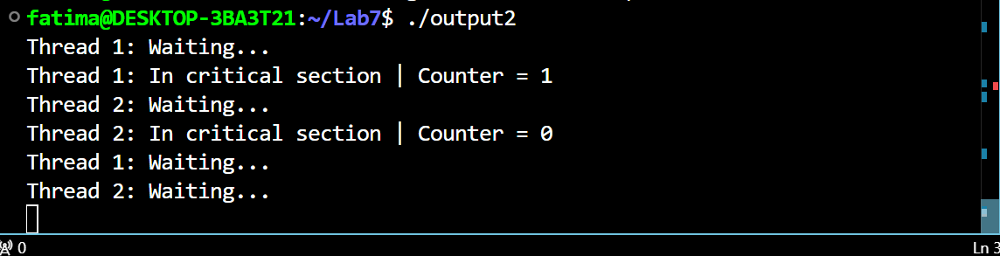 fatima@DESKTOP-3BA3T21:~/Lab7$ ./output2
Thread 1: Waiting...
Thread 1: In critical section | Counter = 1
Thread 2: Waiting...
Thread 2: In critical section | Counter = 0
Thread 1: Waiting...
Thread 2: Waiting...
0
Ln 3